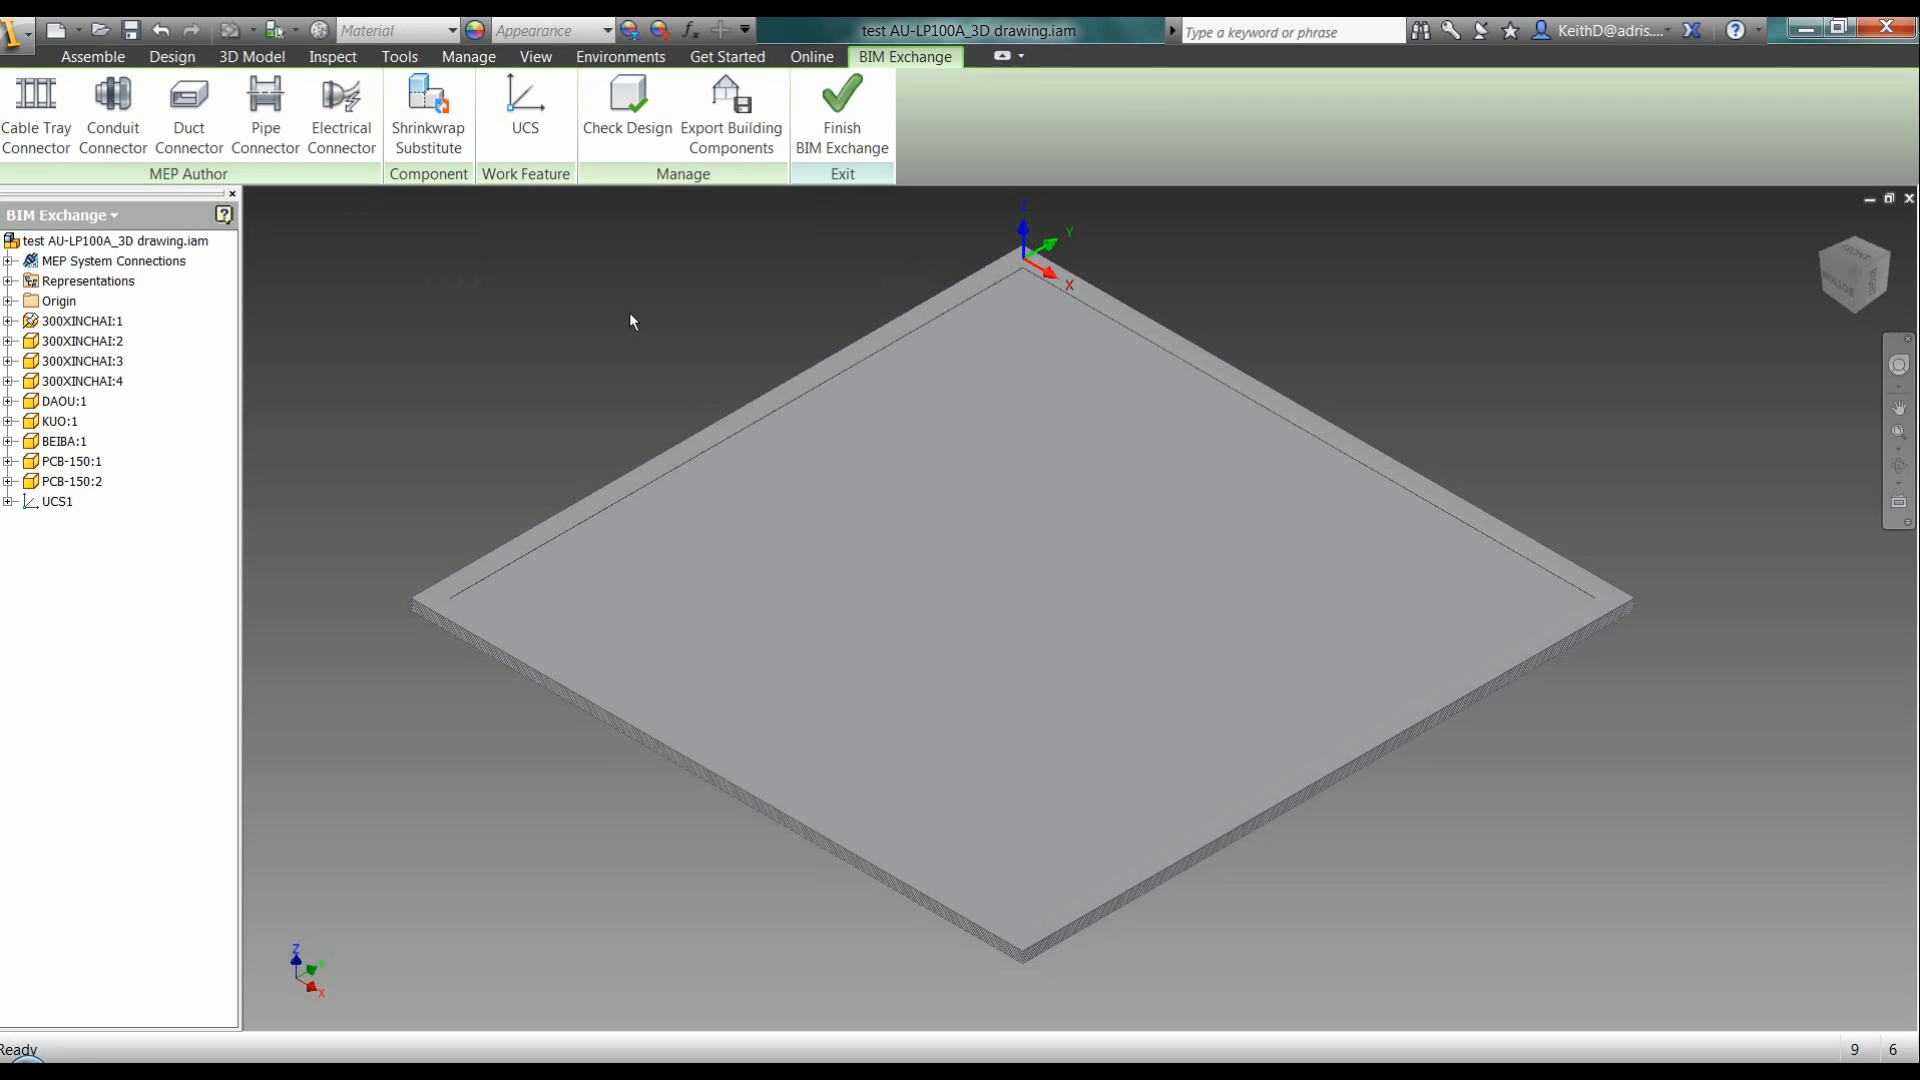 Material
Appearance
test AU-LP100A_3D drawing.iam
Type a keyword or phrase
KeithD@adris....
Assemble Design 3D Model Inspect Tools Manage View Environments Get Started Online BIM Exchange
Cable Tray Connector
Conduit Connector
Duct Connector
Pipe Connector
Electrical Connector
Shrinkwrap Substitute
UCS
Check Design
Export Building Components
Finish BIM Exchange
MEP Author Component Work Feature Manage Exit
BIM Exchange
test AU-LP100A_3D drawing.iam
MEP System Connections
Representations
Origin
300XINCHAI:1
300XINCHAI:2
300XINCHAI:3
300XINCHAI:4
DAOU:1
KUO:1
BEIBA:1
PCB-150:1
PCB-150:2
UCS1
Z
Y
X
FRONT
BOTTOM
Z
X
Ready
9 6